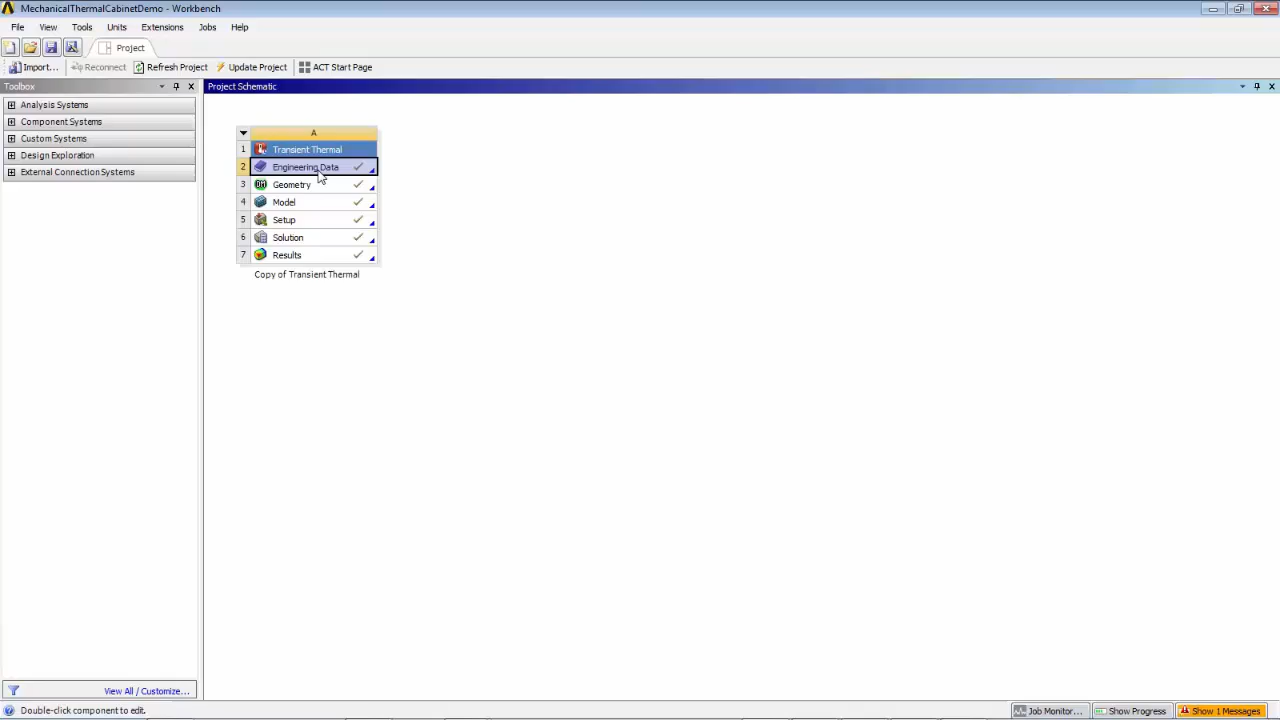 MechanicalThermalCabinetDemo - Workbench
File View Tools Units Extensions Jobs Help
Project
Import... Reconnect Refresh Project Update Project ACT Start Page
Toolbox
Analysis Systems
Component Systems
Custom Systems
Design Exploration
External Connection Systems
View All / Customize...
Project Schematic
A
1 Transient Thermal
2 Engineering Data
3 Geometry
4 Model
5 Setup
6 Solution
7 Results
Copy of Transient Thermal
Double-click component to edit.
Job Monitor... Show Progress Show 1 Messages